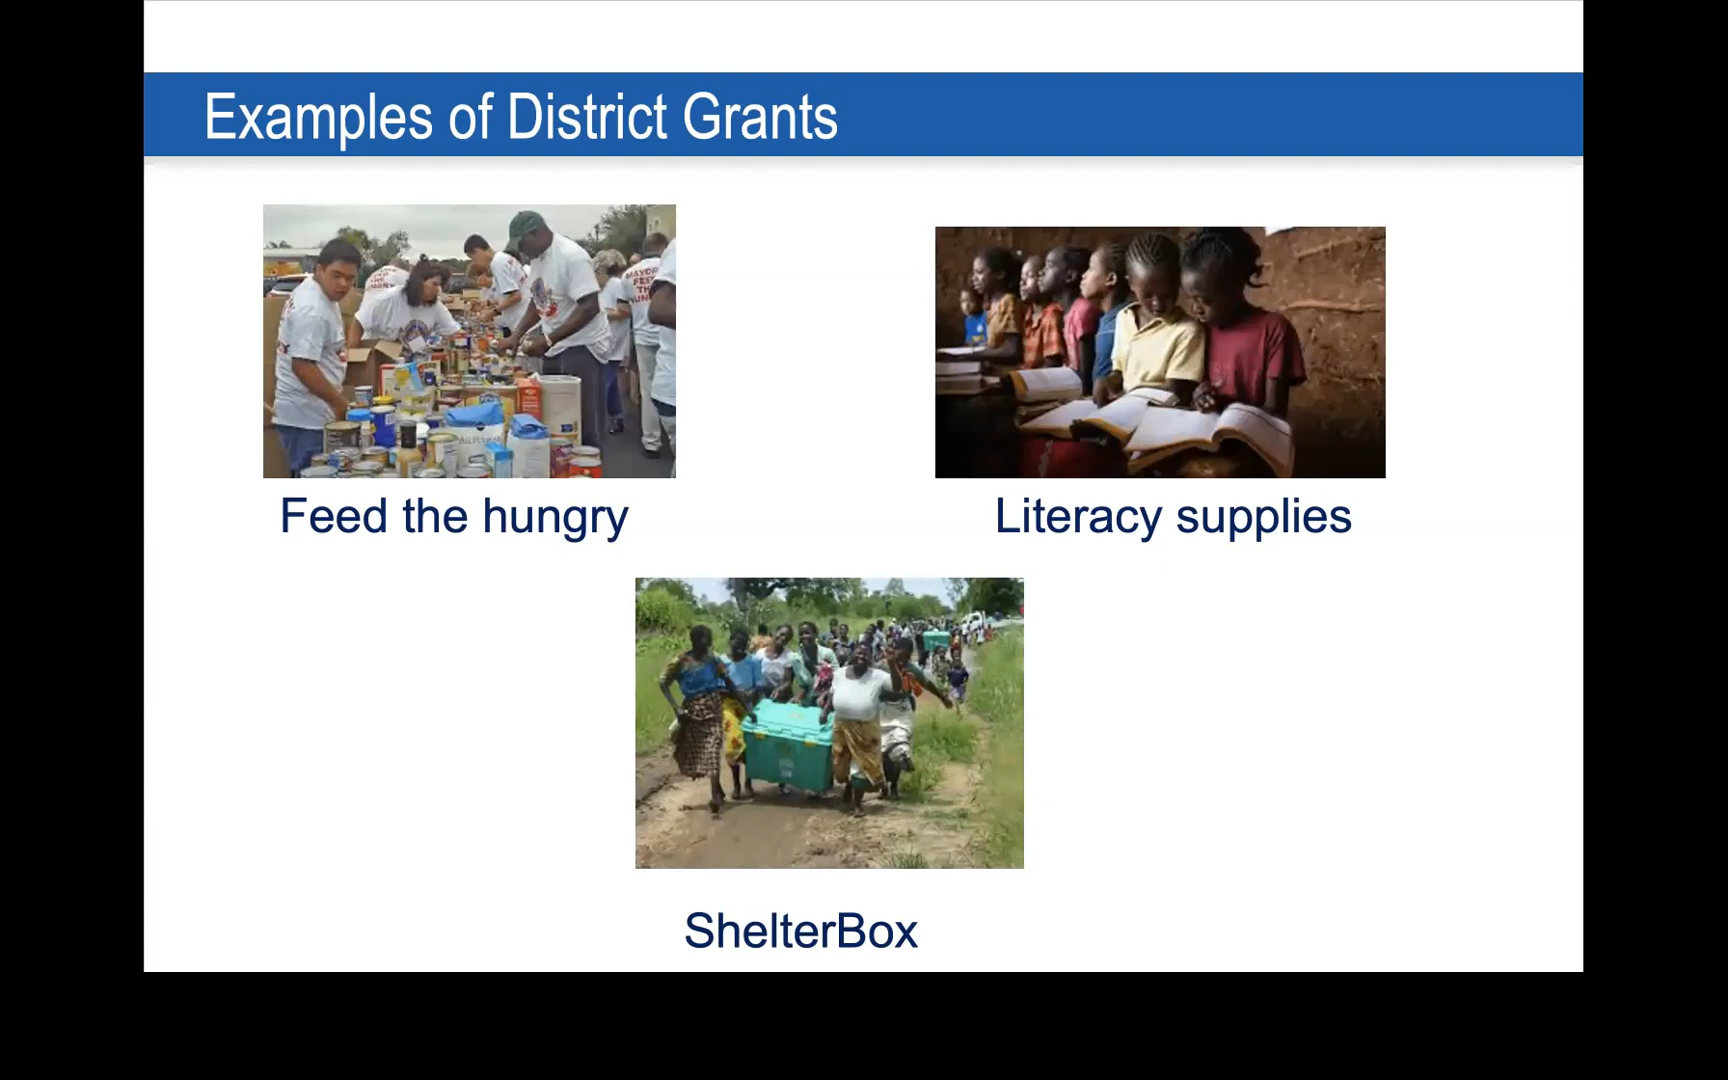 Examples of District Grants
Feed the hungry
Literacy supplies
ShelterBox